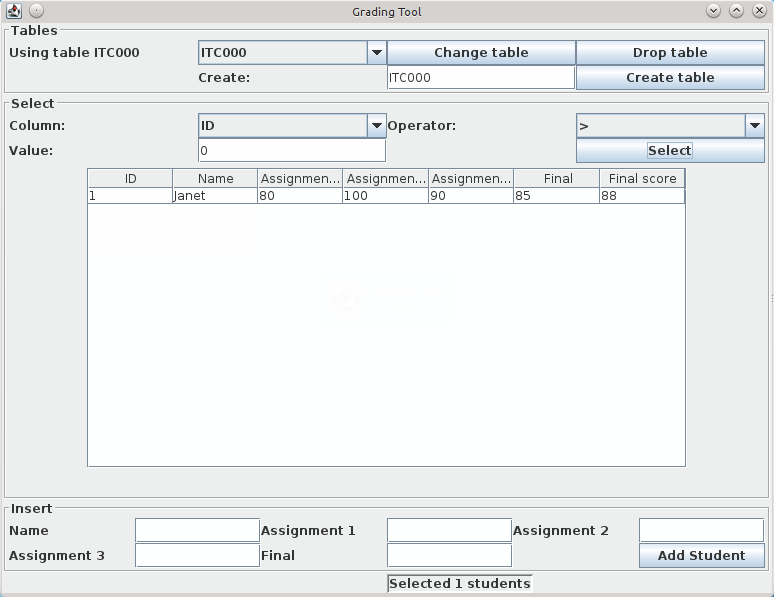 Grading Tool
Tables
Using table ITC000 ITC000 Change table Drop table
Create: ITC000 Create table
Select
Column: ID Operator: >
Value: 0 Select
ID Name Assignmen... Assignmen... Assignmen... Final Final score
1 Janet 80 100 90 85 88
Insert
Name Assignment 1 Assignment 2
Assignment 3 Final Add Student
Selected 1 students